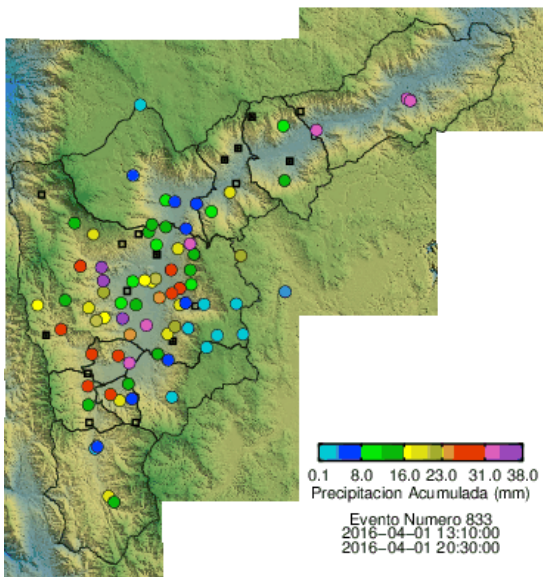 0.1 8.0 16.0 23.0 31.0 38.0
Precipitacion Acumulada (mm)
Evento Numero 833
2016-04-01 13:10:00
2016-04-01 20:30:00